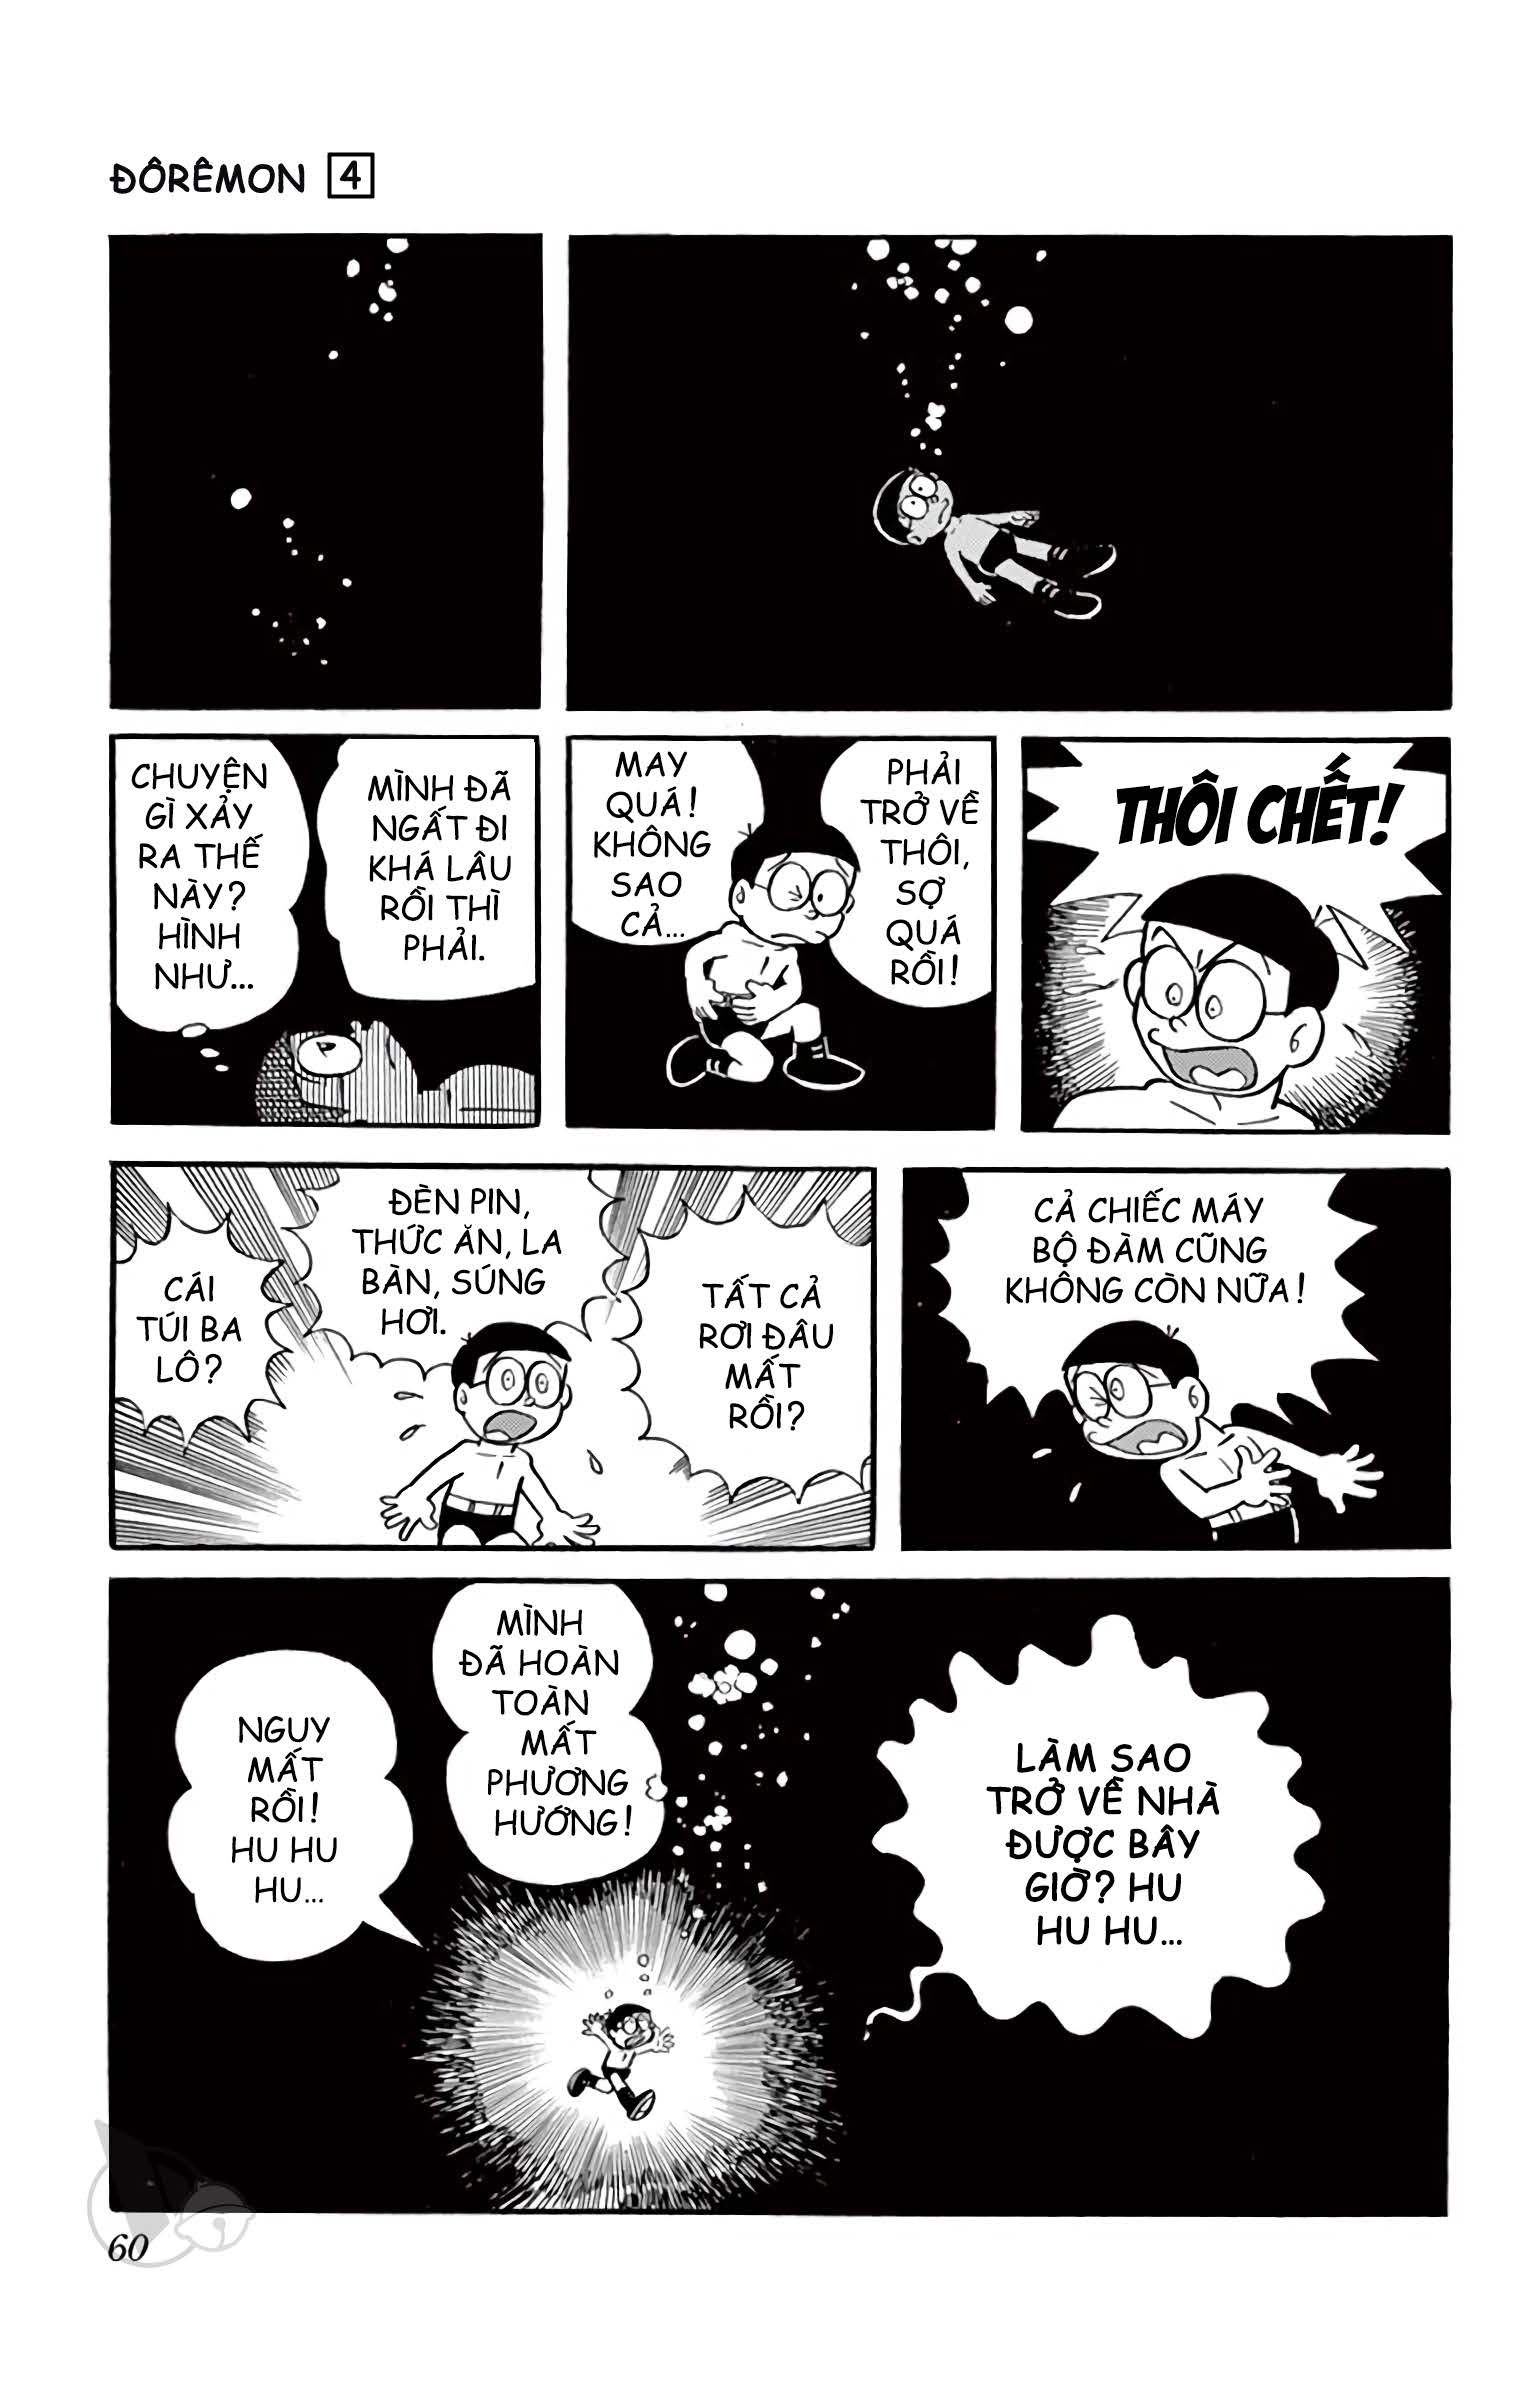 ĐÔRÊMON 4
CHUYỆN
GÌ XẢY
RA THẾ
NÀY?
HÌNH
NHƯ...
MÌNH ĐÃ
NGẤT ĐI
KHÁ LÂU
RỒI THÌ
PHẢI.
MAY
QUÁ!
KHÔNG
SAO
CẢ...
PHẢI
TRỞ VỀ
THÔI,
SỢ
QUÁ
RỒI!
THÔI CHẾT!
CÁI
TÚI BA
LÔ?
ĐÈN PIN,
THỨC ĂN, LA
BÀN, SÚNG
HƠI.
TẤT CẢ
RƠI ĐÂU
MẤT
RỒI?
CẢ CHIẾC MÁY
BỘ ĐÀM CŨNG
KHÔNG CÒN NỮA!
NGUY
MẤT
RỒI!
HU HU
HU...
MÌNH
ĐÃ HOÀN
TOÀN
MẤT
PHƯƠNG
HƯỚNG!
LÀM SAO
TRỞ VỀ NHÀ
ĐƯỢC BÂY
GIỜ? HU
HU HU...
60